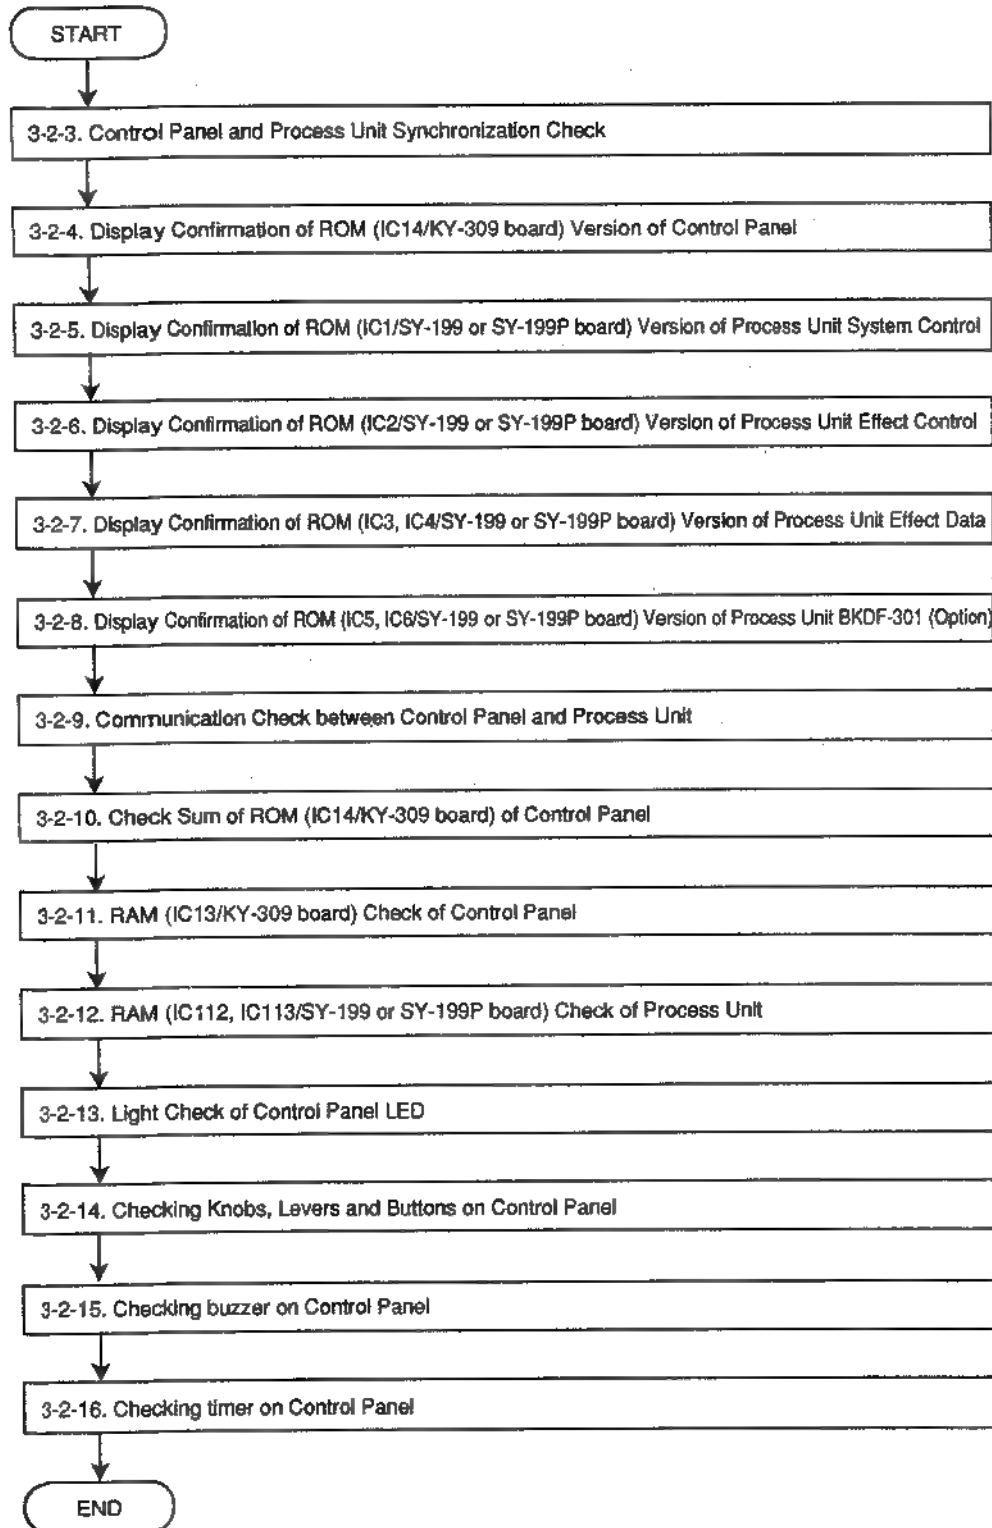 START
3-2-3. Control Panel and Process Unit Synchronization Check
3-2-4. Display Confirmation of ROM (IC14/KY-309 board) Version of Control Panel
3-2-5. Display Confirmation of ROM (IC1/SY-199 or SY-199P board) Version of Process Unit System Control
3-2-6. Display Confirmation of ROM (IC2/SY-199 or SY-199P board) Version of Process Unit Effect Control
3-2-7. Display Confirmation of ROM (IC3, IC4/SY-199 or SY-199P board) Version of Process Unit Effect Data
3-2-8. Display Confirmation of ROM (IC5, IC6/SY-199 or SY-199P board) Version of Process Unit BKDF-301 (Option)
3-2-9. Communication Check between Control Panel and Process Unit
3-2-10. Check Sum of ROM (IC14/KY-309 board) of Control Panel
3-2-11. RAM (IC13/KY-309 board) Check of Control Panel
3-2-12. RAM (IC112, IC113/SY-199 or SY-199P board) Check of Process Unit
3-2-13. Light Check of Control Panel LED
3-2-14. Checking Knobs, Levers and Buttons on Control Panel
3-2-15. Checking buzzer on Control Panel
3-2-16. Checking timer on Control Panel
END